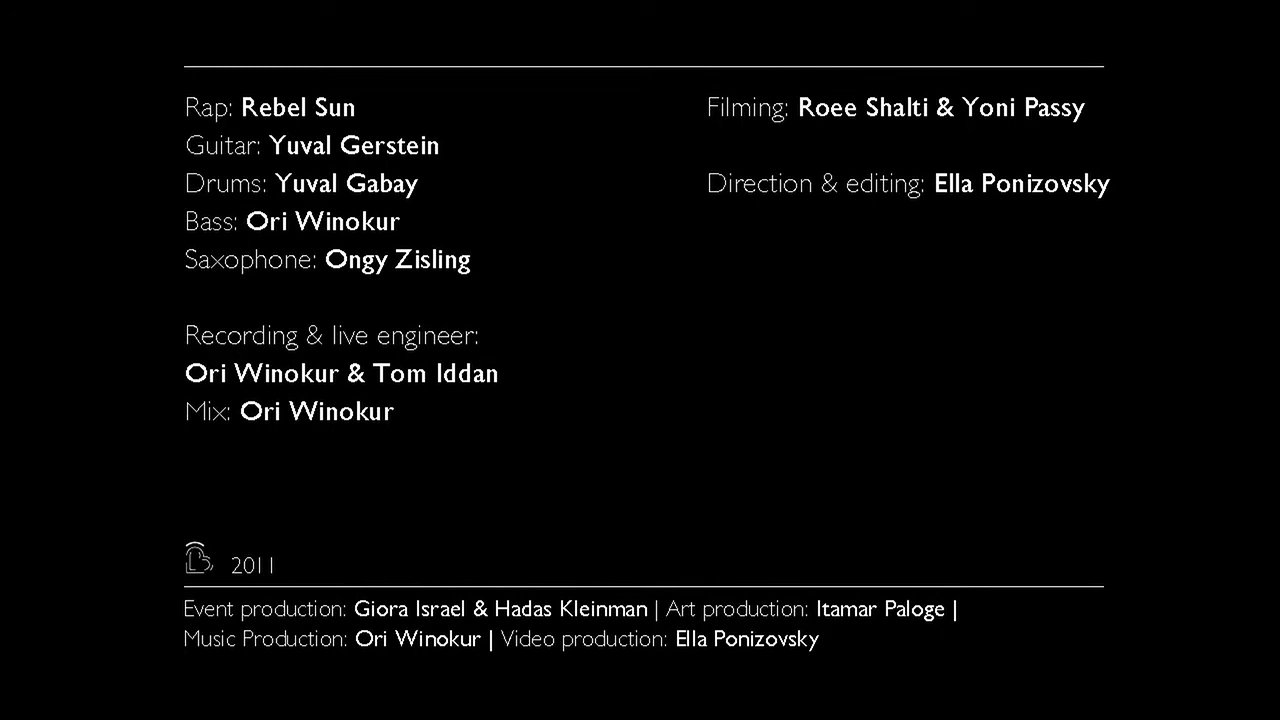 Rap: Rebel Sun
Guitar: Yuval Gerstein
Drums: Yuval Gabay
Bass: Ori Winokur
Saxophone: Ongy Zisling
Recording & live engineer:
Ori Winokur & Tom Iddan
Mix: Ori Winokur
Filming: Roee Shalti & Yoni Passy
Direction & editing: Ella Ponizovsky
2011
Event production: Giora Israel & Hadas Kleinman | Art production: Itamar Paloge |
Music Production: Ori Winokur | Video production: Ella Ponizovsky